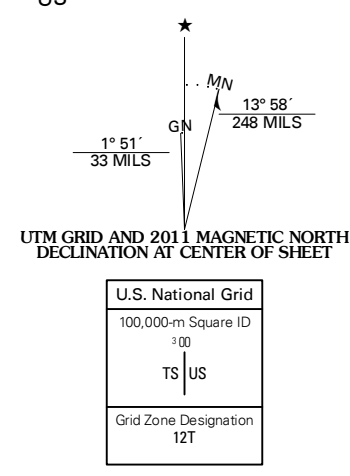 ★
MN
GN
13° 58´
248 MILS
1° 51´
33 MILS
UTM GRID AND 2011 MAGNETIC NORTH
DECLINATION AT CENTER OF SHEET
U.S. National Grid
100,000-m Square ID
³00
TS US
Grid Zone Designation
12T